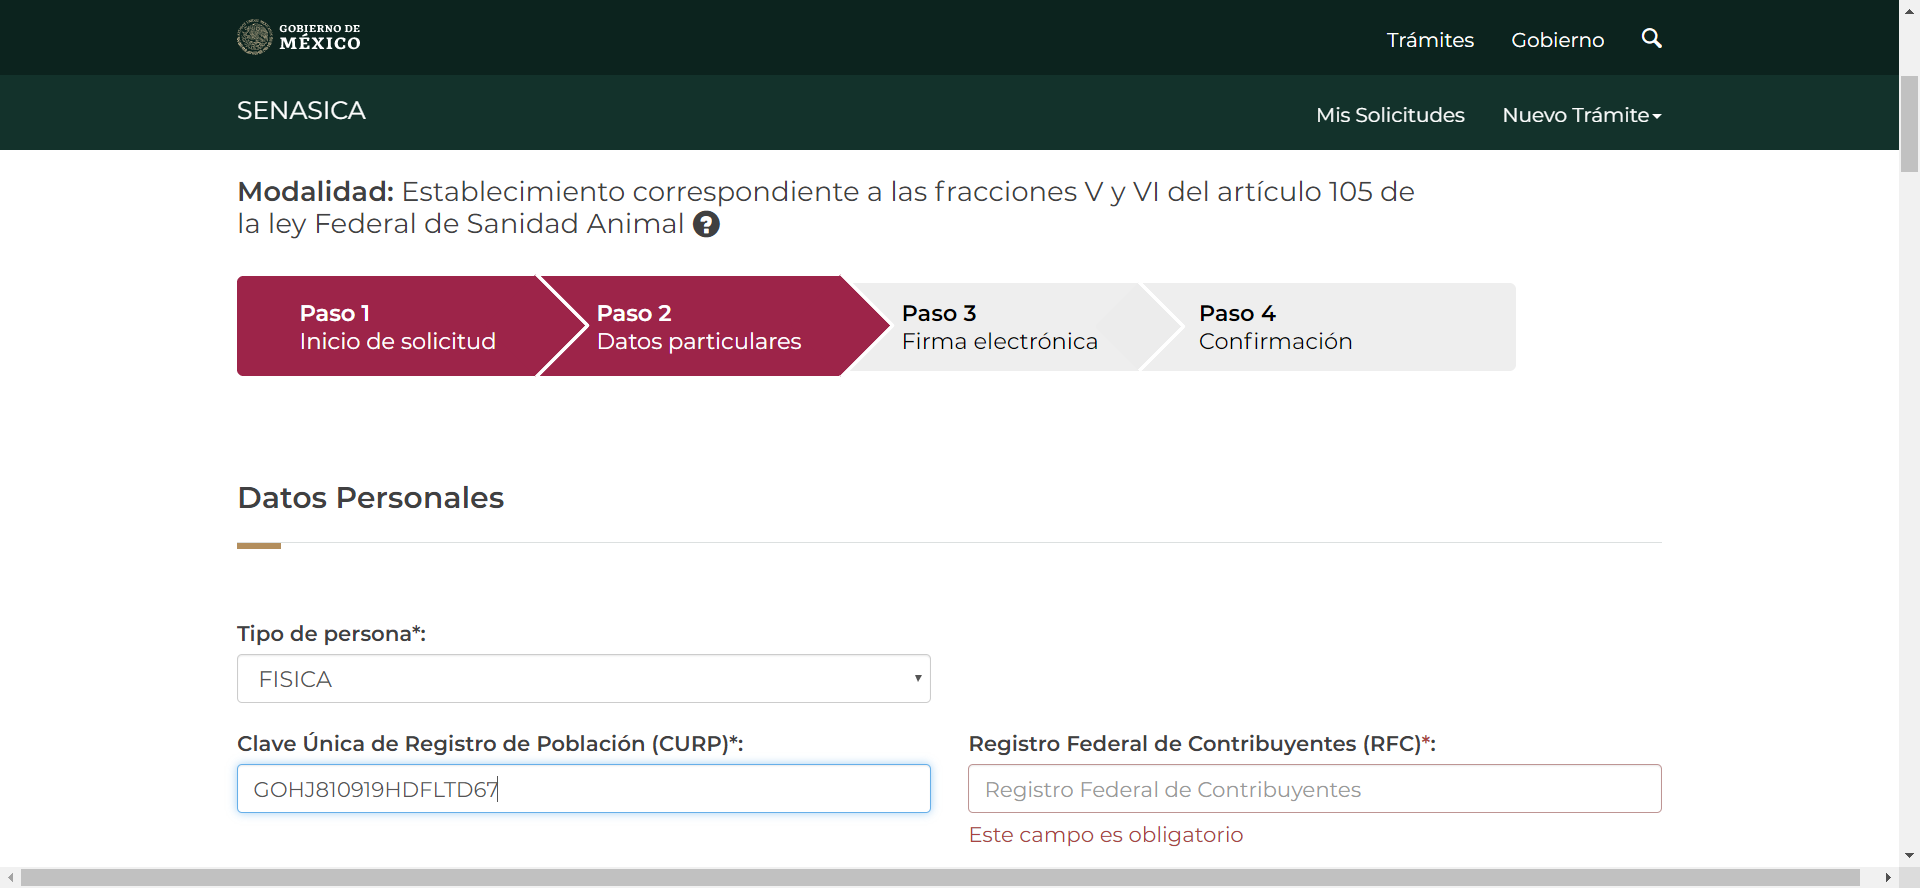 GOBIERNO DE
MÉXICO
Trámites
Gobierno
SENASICA
Mis Solicitudes
Nuevo Trámite
Modalidad: Establecimiento correspondiente a las fracciones V y VI del artículo 105 de
la ley Federal de Sanidad Animal ?
Paso 1
Inicio de solicitud
Paso 2
Datos particulares
Paso 3
Firma electrónica
Paso 4
Confirmación
Datos Personales
Tipo de persona*:
FISICA
Clave Única de Registro de Población (CURP)*:
GOHJ810919HDFLTD67
Registro Federal de Contribuyentes (RFC)*:
Registro Federal de Contribuyentes
Este campo es obligatorio